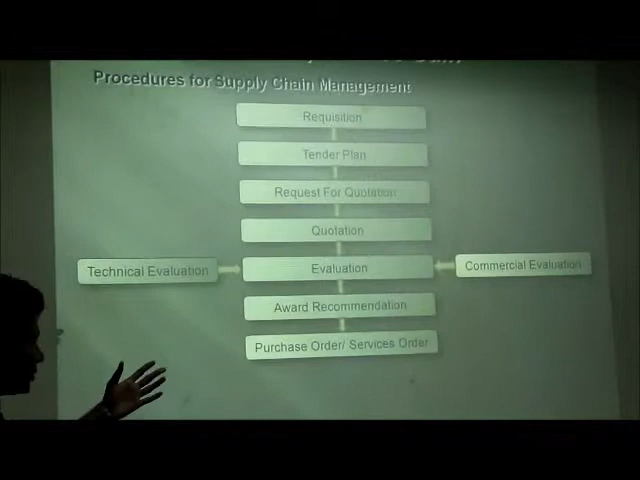 Procedures for Supply Chain Management
Requisition
Tender Plan
Request For Quotation
Quotation
Technical Evaluation
Evaluation
Commercial Evaluation
Award Recommendation
Purchase Order/ Services Order